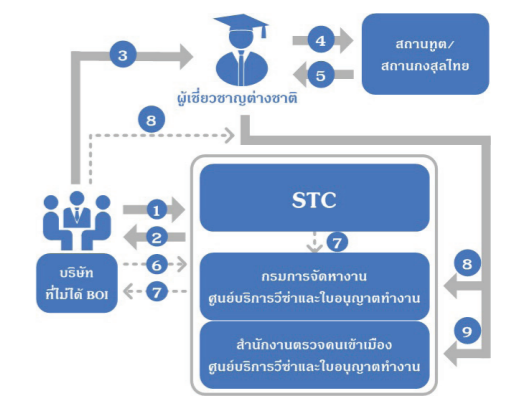 3
4
5
สถานทูต/
สถานกงสุลไทย
ผู้เชี่ยวชาญต่างชาติ
8
1
2
STC
7
บริษัท
ที่ไม่ได้ BOI
6
7
กรมการจัดหางาน
ศูนย์บริการวีซ่าและใบอนุญาตทำงาน
8
สำนักงานตรวจคนเข้าเมือง
ศูนย์บริการวีซ่าและใบอนุญาตทำงาน
9